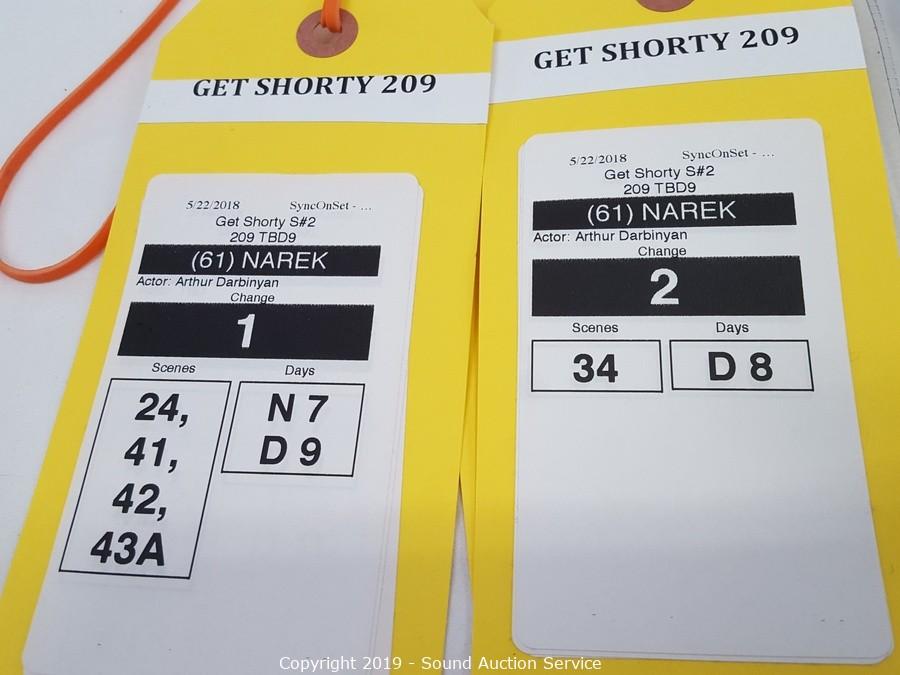 GET SHORTY 209
5/22/2018 SyncOnSet - ...
Get Shorty S#2
209 TBD9
(61) NAREK
Actor: Arthur Darbinyan
Change
1
Scenes Days
24,
41,
42,
43A
N 7
D 9
GET SHORTY 209
5/22/2018 SyncOnSet - ...
Get Shorty S#2
209 TBD9
(61) NAREK
Actor: Arthur Darbinyan
Change
2
Scenes Days
34 D 8
Copyright 2019 - Sound Auction Service